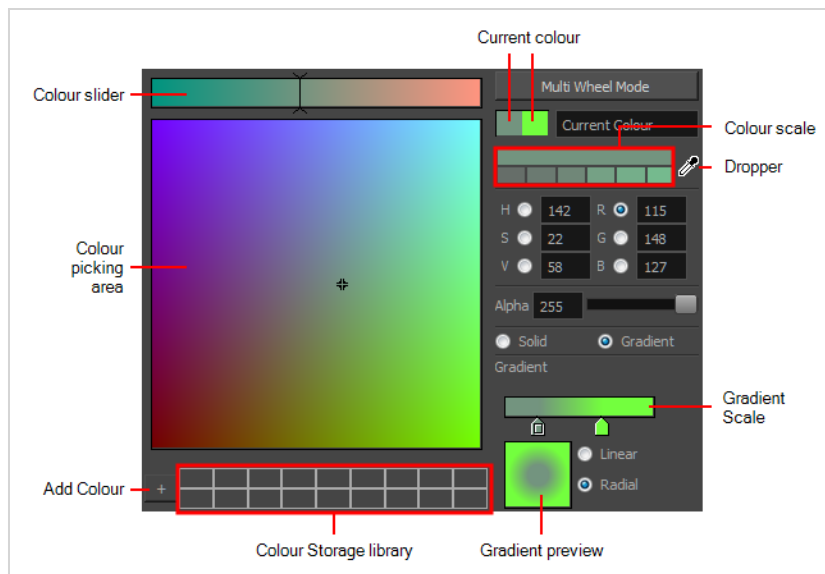 Current colour
Colour slider
Multi Wheel Mode
Current Colour
Colour scale
Dropper
H 142 R 115
S 22 G 148
V 58 B 127
Colour
picking
area
Alpha 255
Solid Gradient
Gradient
Gradient
Scale
Linear
Radial
Add Colour +
Colour Storage library
Gradient preview